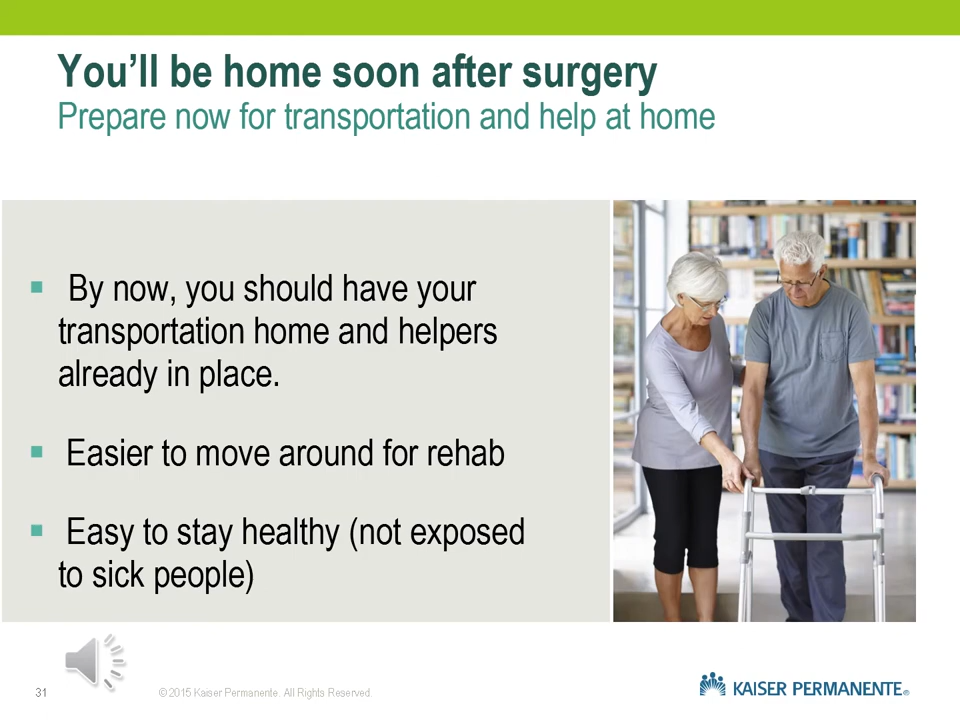 You’ll be home soon after surgery
Prepare now for transportation and help at home
▪ By now, you should have your
transportation home and helpers
already in place.
▪ Easier to move around for rehab
▪ Easy to stay healthy (not exposed
to sick people)
31
© 2015 Kaiser Permanente. All Rights Reserved.
KAISER PERMANENTE®